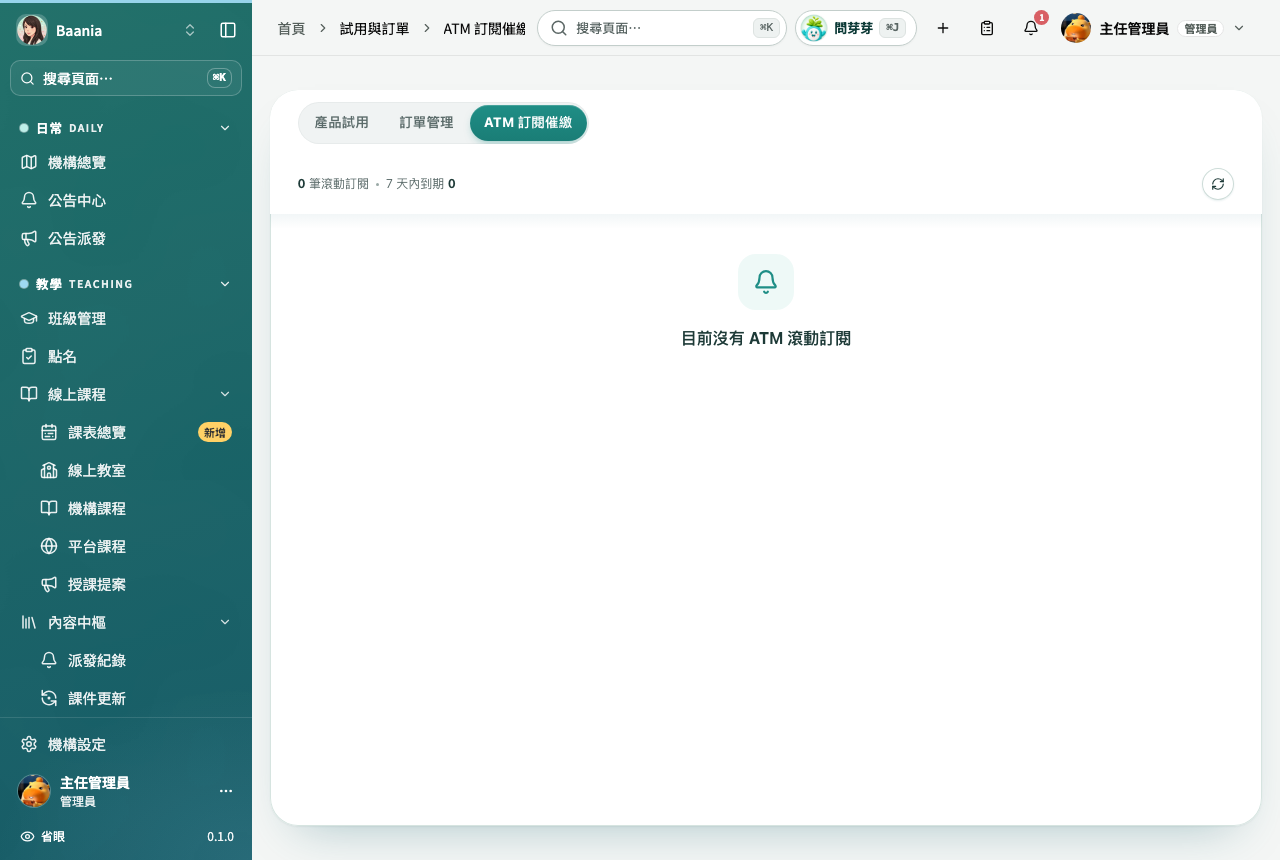 Baania
搜尋頁面…
⌘K
日常 DAILY
機構總覽
公告中心
公告派發
教學 TEACHING
班級管理
點名
線上課程
課表總覽
新增
線上教室
機構課程
平台課程
授課提案
內容中樞
派發紀錄
課件更新
機構設定
主任管理員
管理員
省眼
0.1.0
首頁
試用與訂單
ATM 訂閱催繳
搜尋頁面…
⌘K
問芽芽
⌘J
1
主任管理員
管理員
產品試用
訂單管理
ATM 訂閱催繳
0 筆滾動訂閱 • 7 天內到期 0
目前沒有 ATM 滾動訂閱